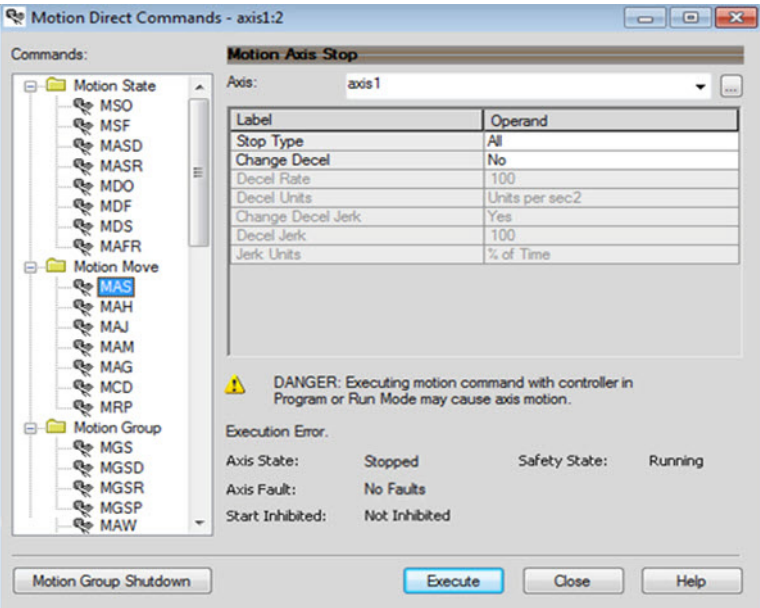 Motion Direct Commands - axis1:2
Commands:
Motion State
MSO
MSF
MASD
MASR
MDO
MDF
MDS
MAFR
Motion Move
MAS
MAH
MAJ
MAM
MAG
MCD
MRP
Motion Group
MGS
MGSD
MGSR
MGSP
MAW
Motion Axis Stop
Axis: axis1 ...
Label Operand
Stop Type All
Change Decel No
Decel Rate 100
Decel Units Units per sec2
Change Decel Jerk Yes
Decel Jerk 100
Jerk Units % of Time
DANGER: Executing motion command with controller in
Program or Run Mode may cause axis motion.
Execution Error.
Axis State: Stopped Safety State: Running
Axis Fault: No Faults
Start Inhibited: Not Inhibited
Motion Group Shutdown Execute Close Help